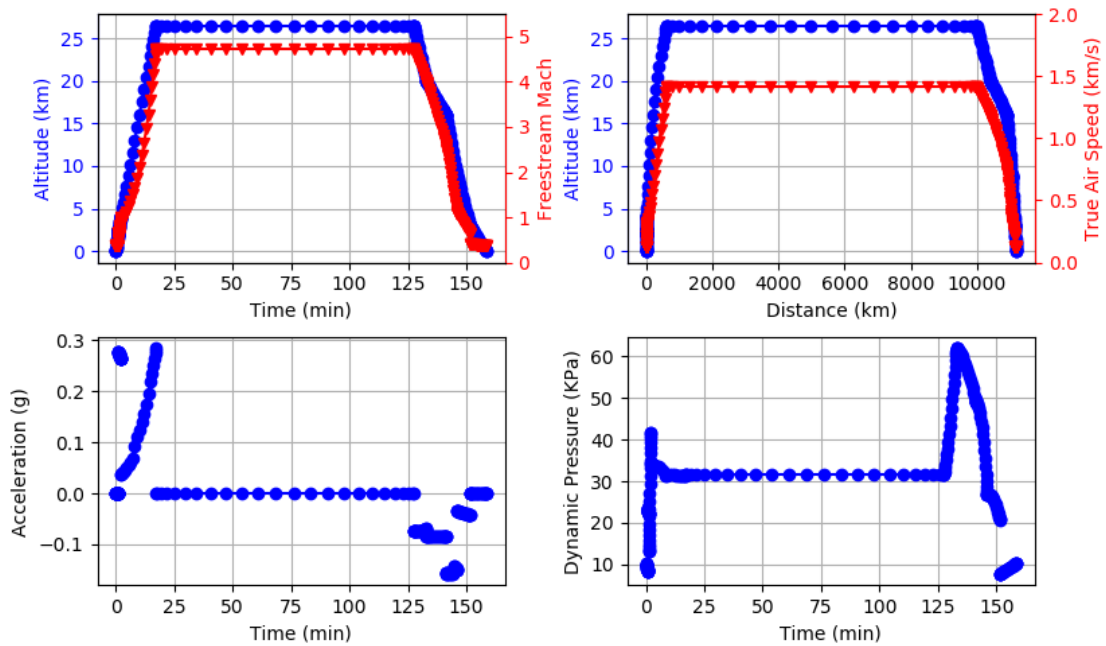 25
20
15
10
5
0
Altitude (km)
5
4
3
2
1
0
Freestream Mach
0 25 50 75 100 125 150
Time (min)
25
20
15
10
5
0
Altitude (km)
2.0
1.5
1.0
0.5
0.0
True Air Speed (km/s)
0 2000 4000 6000 8000 10000
Distance (km)
0.3
0.2
0.1
0.0
−0.1
Acceleration (g)
0 25 50 75 100 125 150
Time (min)
60
50
40
30
20
10
Dynamic Pressure (KPa)
0 25 50 75 100 125 150
Time (min)